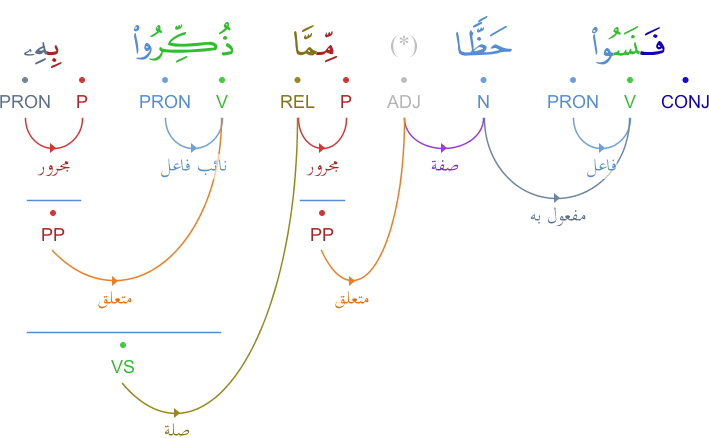 فَنَسُوا۟ حَظًّا (*) مِّمَّا ذُكِّرُوا۟ بِهِۦ
CONJ V PRON N ADJ P REL V PRON P PRON
فاعل صفة مجرور نائب فاعل مجرور
مفعول به
PP PP
متعلق متعلق
VS
صلة